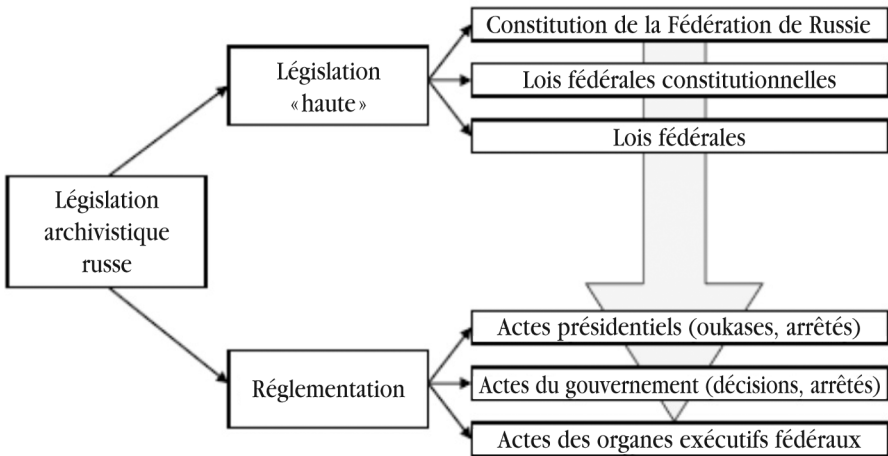 Législation
archivistique
russe
Législation
«haute»
Constitution de la Fédération de Russie
Lois fédérales constitutionnelles
Lois fédérales
Réglementation
Actes présidentiels (oukases, arrêtés)
Actes du gouvernement (décisions, arrêtés)
Actes des organes exécutifs fédéraux